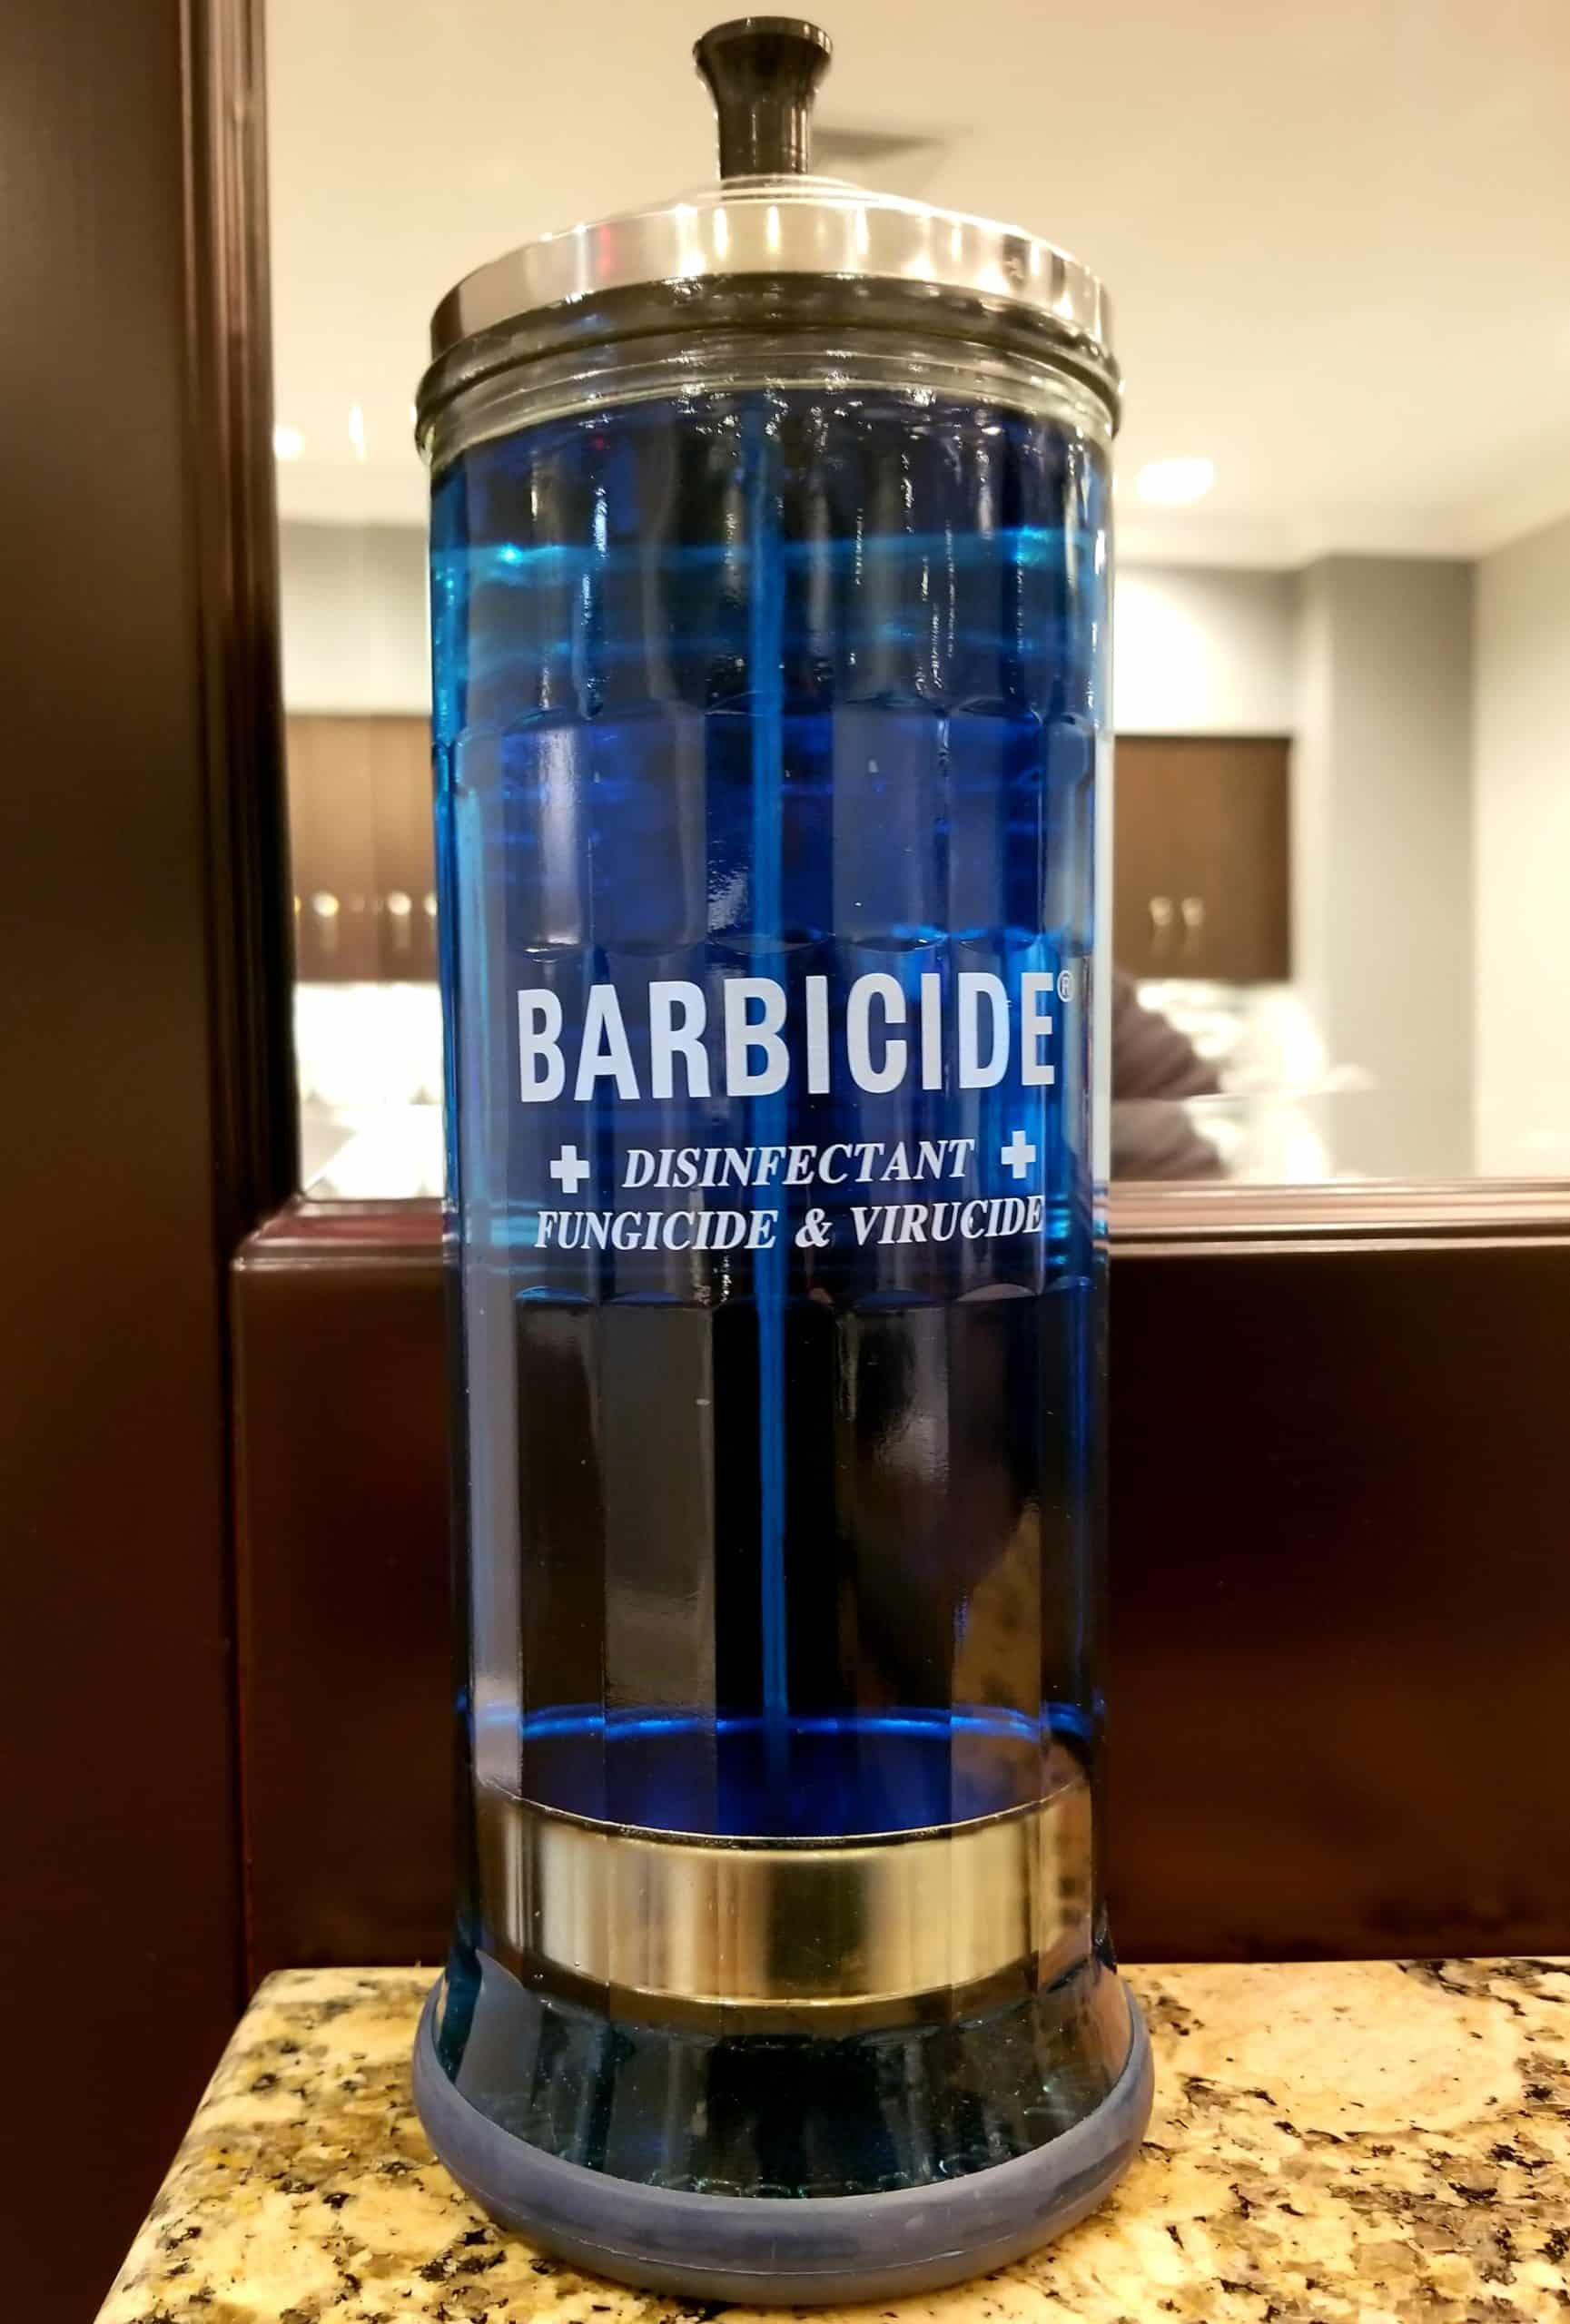 BARBICIDE®
+ DISINFECTANT +
FUNGICIDE & VIRUCIDE